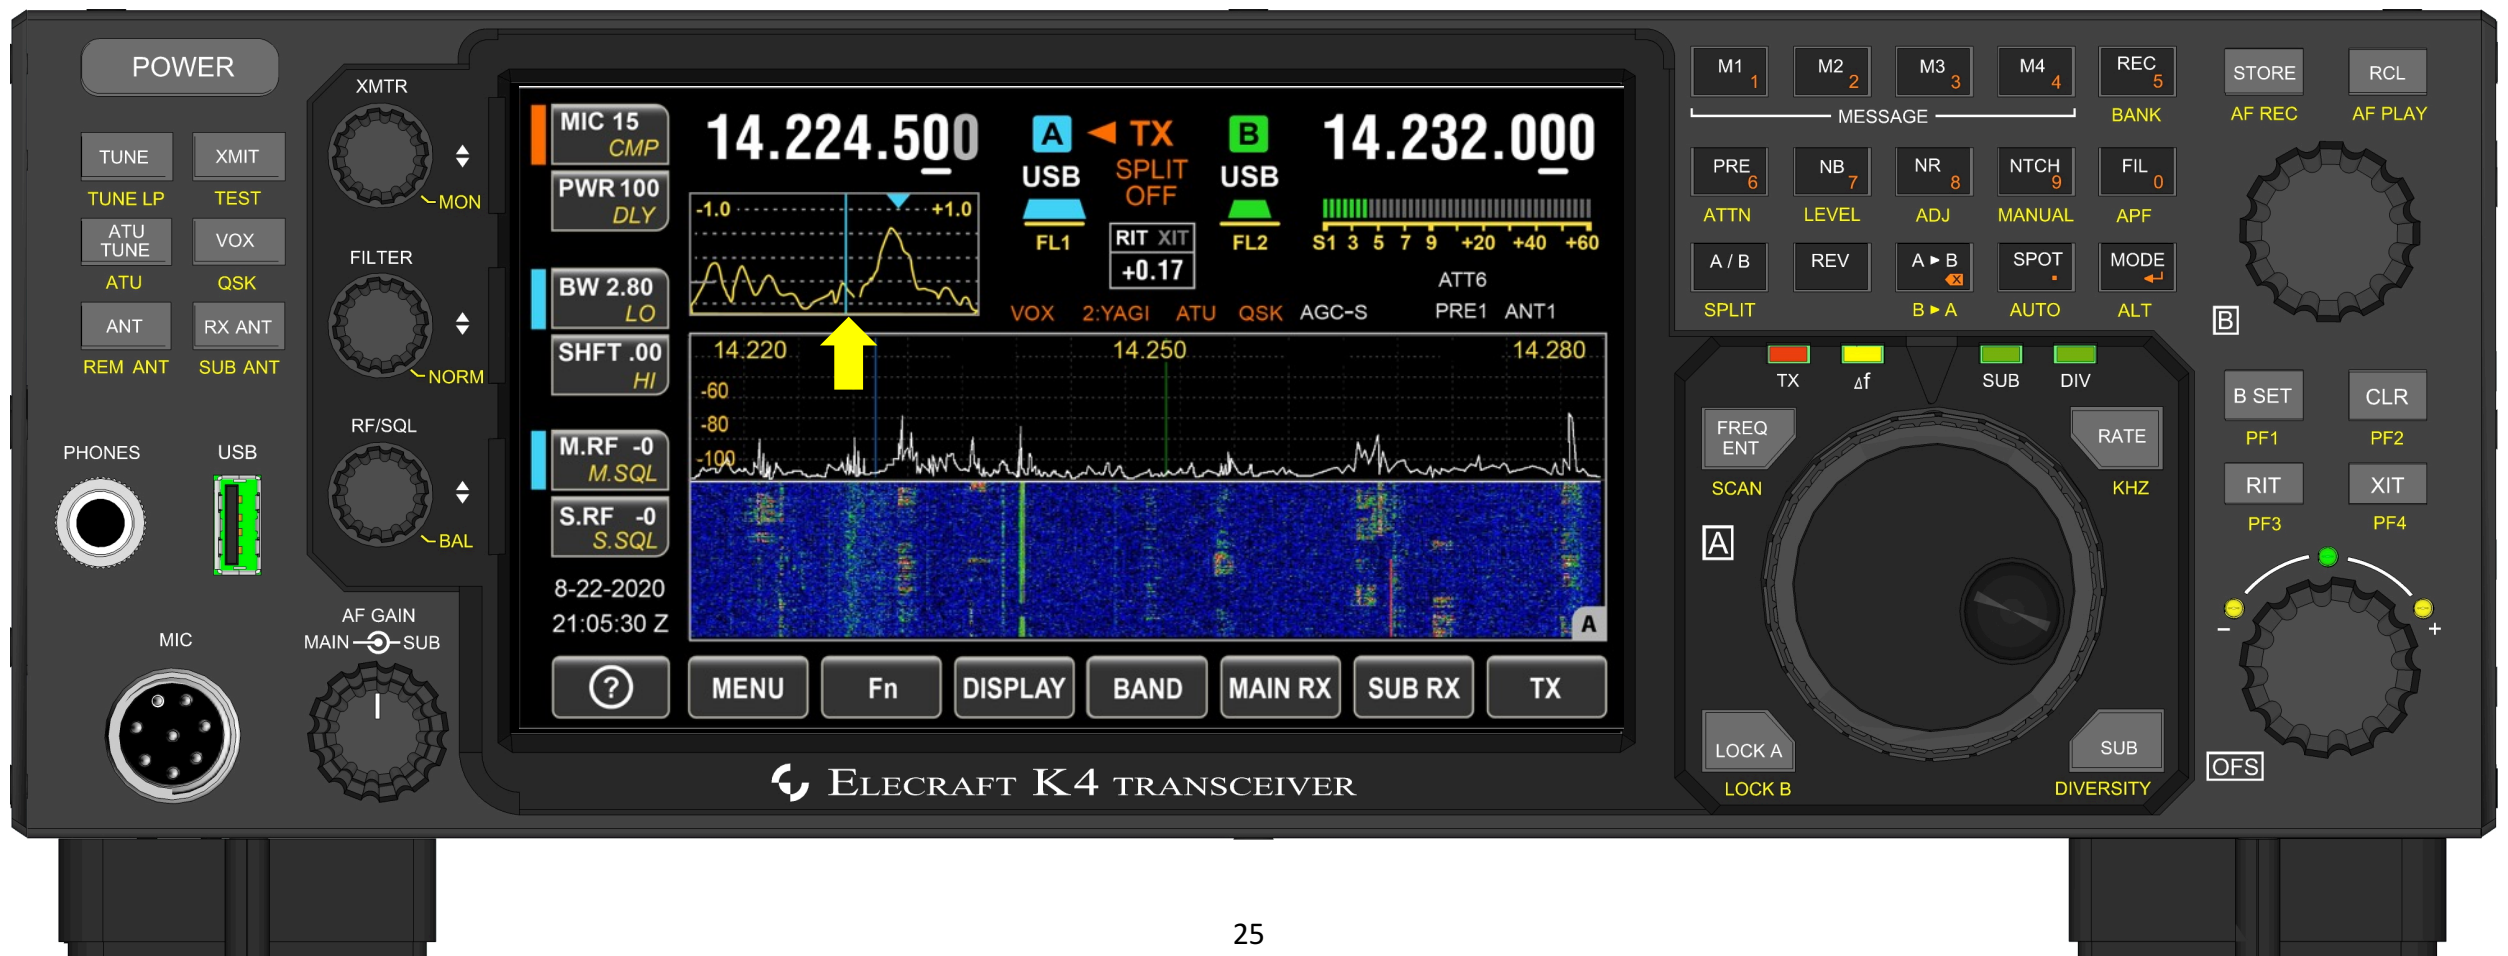 POWER
TUNE
XMIT
TUNE LP
TEST
ATU TUNE
VOX
ATU
QSK
ANT
RX ANT
REM ANT
SUB ANT
PHONES
USB
MIC
XMTR
MON
FILTER
NORM
RF/SQL
BAL
AF GAIN
MAIN
SUB
MIC 15
CMP
PWR 100
DLY
BW 2.80
LO
SHFT .00
HI
M.RF -0
M.SQL
S.RF -0
S.SQL
8-22-2020
21:05:30 Z
14.224.500
A
TX
B
14.232.000
USB
SPLIT
OFF
USB
-1.0
+1.0
FL1
RIT XIT
+0.17
FL2
S1 3 5 7 9 +20 +40 +60
ATT6
VOX 2:YAGI ATU QSK AGC-S PRE1 ANT1
14.220
14.250
14.280
-60
-80
-100
A
?
MENU
Fn
DISPLAY
BAND
MAIN RX
SUB RX
TX
ELECRAFT K4 TRANSCEIVER
M1 1
M2 2
M3 3
M4 4
REC 5
MESSAGE
BANK
PRE 6
NB 7
NR 8
NTCH 9
FIL 0
ATTN
LEVEL
ADJ
MANUAL
APF
A / B
REV
A ▸ B
SPOT .
MODE
SPLIT
B ▸ A
AUTO
ALT
STORE
RCL
AF REC
AF PLAY
B
TX
Δf
SUB
DIV
FREQ ENT
RATE
SCAN
KHZ
A
LOCK A
SUB
LOCK B
DIVERSITY
B SET
CLR
PF1
PF2
RIT
XIT
PF3
PF4
−
+
OFS
25